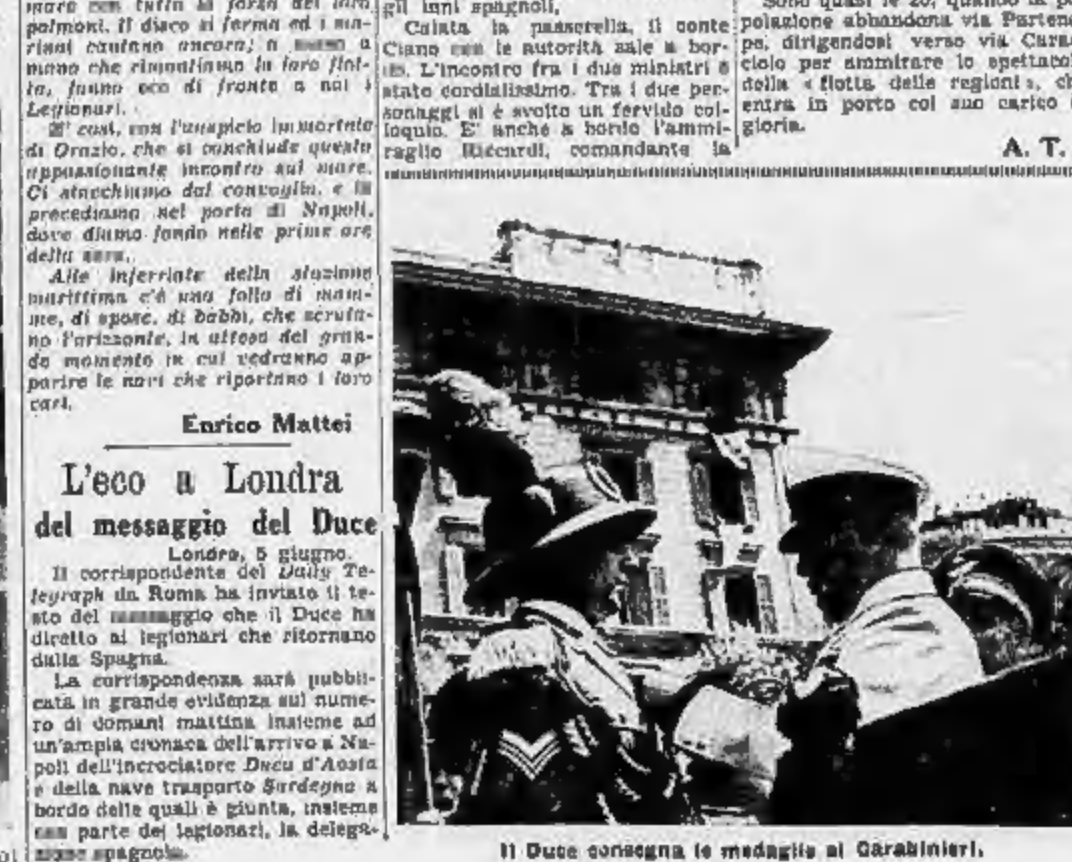 mare con tutta la forza dei loro
polmoni. Il disco si ferma ed i ma-
rinai cantano ancora; a a
mano che rimontiamo la loro flot-
ta, fanno eco di fronte a noi i
Legionari.
E' così, con l'auspicio immortale
di Orazio, che si conchiude questo
appassionante incontro sul mare.
Ci stacchiamo dal convoglio, e lo
precediamo nel porto di Napoli,
dove diamo fondo nelle prime ore
della sera.
Alle inferriate della stazione
marittima c'è una folla di mam-
me, di spose, di babbi, che scruta-
no l'orizzonte, in attesa del gran-
de momento in cui vedranno ap-
parire le navi che riportano i loro
cari.
Enrico Mattei
L'eco a Londra
del messaggio del Duce
Londra, 5 giugno.
Il corrispondente del Daily Te-
legraph da Roma ha inviato il te-
sto del messaggio che il Duce ha
diretto ai legionari che ritornano
dalla Spagna.
La corrispondenza sarà pubbli-
cata in grande evidenza sul nume-
ro di domani mattina insieme ad
un'ampia cronaca dell'arrivo a Na-
poli dell'incrociatore Duca d'Aosta
e della nave trasporto Sardegna a
bordo delle quali è giunta, insieme
con parte dei legionari, la delega-
zione spagnola.
gli inni spagnoli.
Calata la passerella, il conte
Ciano con le autorità sale a bor-
do. L'incontro fra i due ministri è
stato cordialissimo. Tra i due per-
sonaggi si è svolto un fervido col-
loquio. E' anche a bordo l'ammi-
raglio Riccardi, comandante la
Sono quasi le 20, quando la po
polazione abbandona via Parteno
pe, dirigendosi verso via Carac
ciolo per ammirare lo spettacol
della «flotta delle regioni», ch
entra in porto col suo carico d
gloria.
A. T.
Il Duce consegna le medaglie ai Carabinieri.